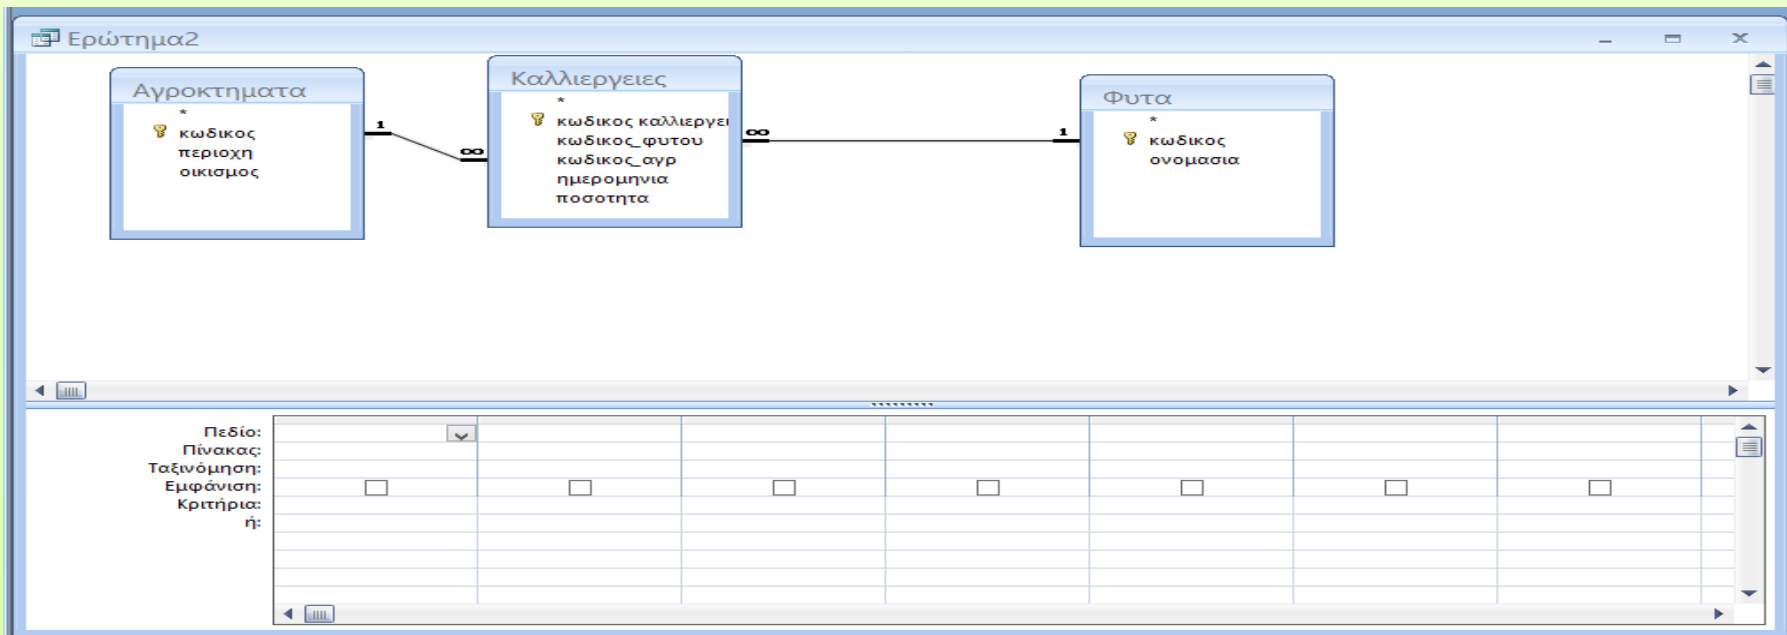 Ερώτημα2
Αγροκτηματα
*
κωδικος
περιοχη
οικισμος
Καλλιεργειες
*
κωδικος καλλιεργει
κωδικος_φυτου
κωδικος_αγρ
ημερομηνια
ποσοτητα
Φυτα
*
κωδικος
ονομασια
1
∞
∞
1
Πεδίο:
Πίνακας:
Ταξινόμηση:
Εμφάνιση:
Κριτήρια:
ή: